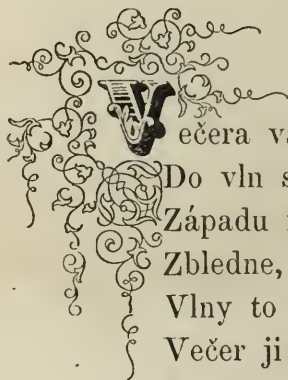 Večera
Do vln
Západu
Zbledne,
Vlny to
Večer ji